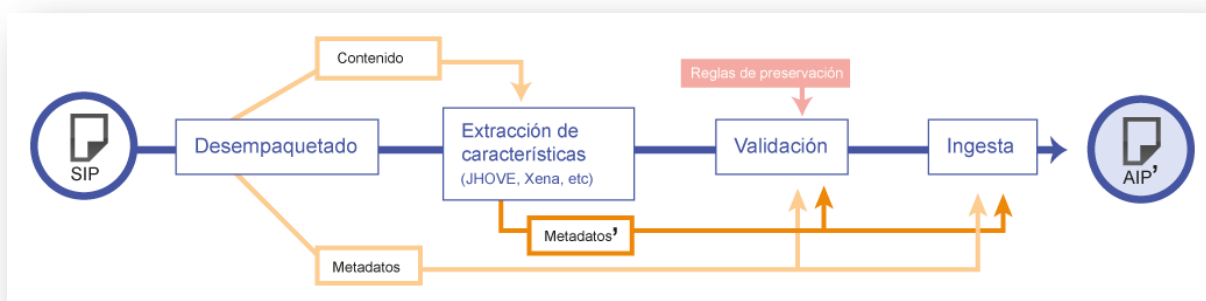 Contenido
Reglas de preservación
SIP
Desempaquetado
Extracción de
características
(JHOVE, Xena, etc)
Validación
Ingesta
AIP’
Metadatos’
Metadatos